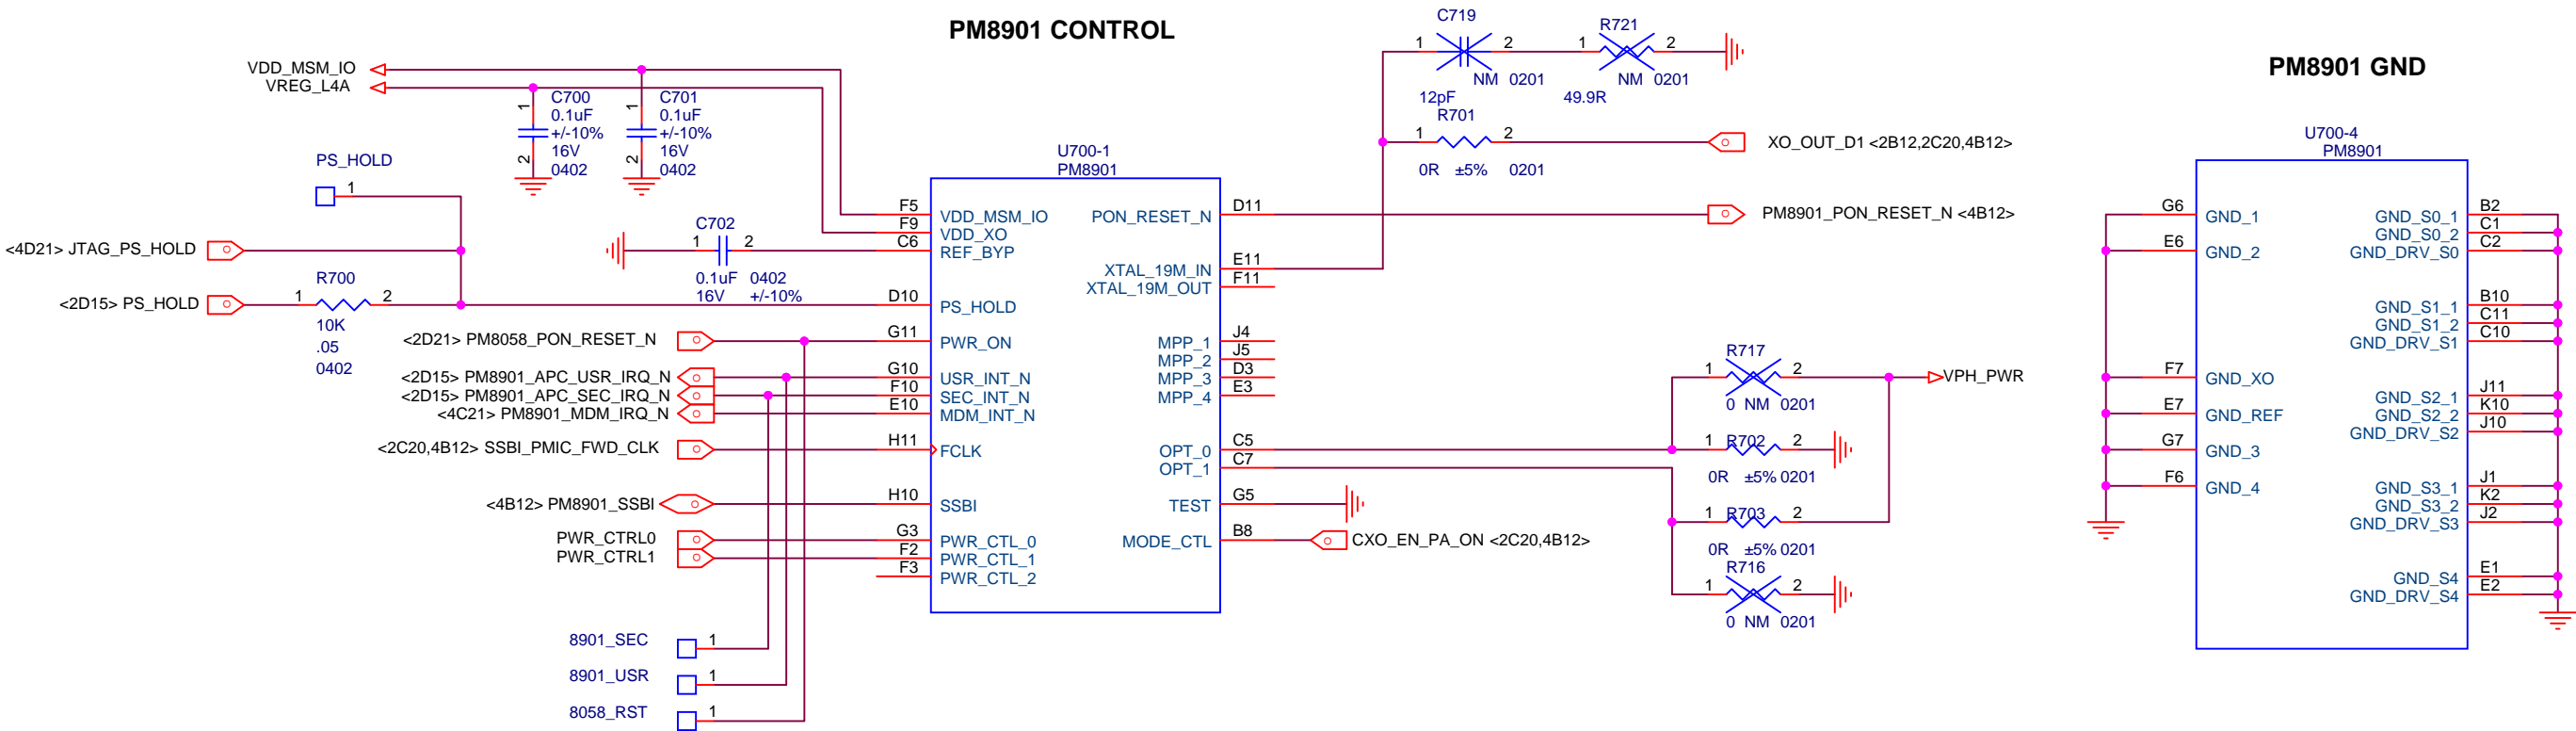 PM8901 CONTROL
PM8901 GND
VDD_MSM_IO
VREG_L4A
C700
0.1uF
+/-10%
16V
0402
1
2
C701
0.1uF
+/-10%
16V
0402
1
2
PS_HOLD
1
<4D21> JTAG_PS_HOLD
<2D15> PS_HOLD
R700
1 2
10K
.05
0402
C702
1 2
0.1uF 0402
16V +/-10%
<2D21> PM8058_PON_RESET_N
<2D15> PM8901_APC_USR_IRQ_N
<2D15> PM8901_APC_SEC_IRQ_N
<4C21> PM8901_MDM_IRQ_N
<2C20,4B12> SSBI_PMIC_FWD_CLK
<4B12> PM8901_SSBI
PWR_CTRL0
PWR_CTRL1
8901_SEC 1
8901_USR 1
8058_RST 1
U700-1
PM8901
F5 VDD_MSM_IO
F9 VDD_XO
C6 REF_BYP
D10 PS_HOLD
G11 PWR_ON
G10 USR_INT_N
F10 SEC_INT_N
E10 MDM_INT_N
H11 FCLK
H10 SSBI
G3 PWR_CTL_0
F2 PWR_CTL_1
F3 PWR_CTL_2
PON_RESET_N D11
XTAL_19M_IN E11
XTAL_19M_OUT F11
MPP_1 J4
MPP_2 J5
MPP_3 D3
MPP_4 E3
OPT_0 C5
OPT_1 C7
TEST G5
MODE_CTL B8
C719
1 2
NM 0201
12pF
R721
1 2
NM 0201
49.9R
R701
1 2
0R ±5% 0201
XO_OUT_D1 <2B12,2C20,4B12>
PM8901_PON_RESET_N <4B12>
R717
1 2
0 NM 0201
VPH_PWR
R702
1 2
0R ±5% 0201
R703
1 2
0R ±5% 0201
R716
1 2
0 NM 0201
CXO_EN_PA_ON <2C20,4B12>
U700-4
PM8901
G6 GND_1
E6 GND_2
F7 GND_XO
E7 GND_REF
G7 GND_3
F6 GND_4
GND_S0_1 B2
GND_S0_2 C1
GND_DRV_S0 C2
GND_S1_1 B10
GND_S1_2 C11
GND_DRV_S1 C10
GND_S2_1 J11
GND_S2_2 K10
GND_DRV_S2 J10
GND_S3_1 J1
GND_S3_2 K2
GND_DRV_S3 J2
GND_S4 E1
GND_DRV_S4 E2